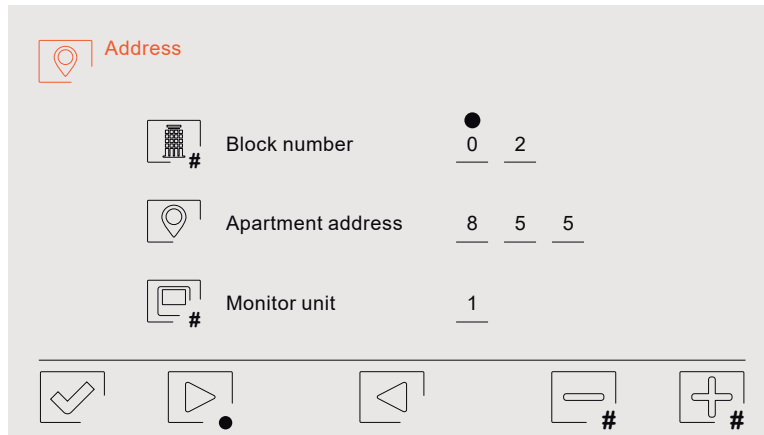 Address
#
Block number 0 2
Apartment address 8 5 5
#
Monitor unit 1
# #